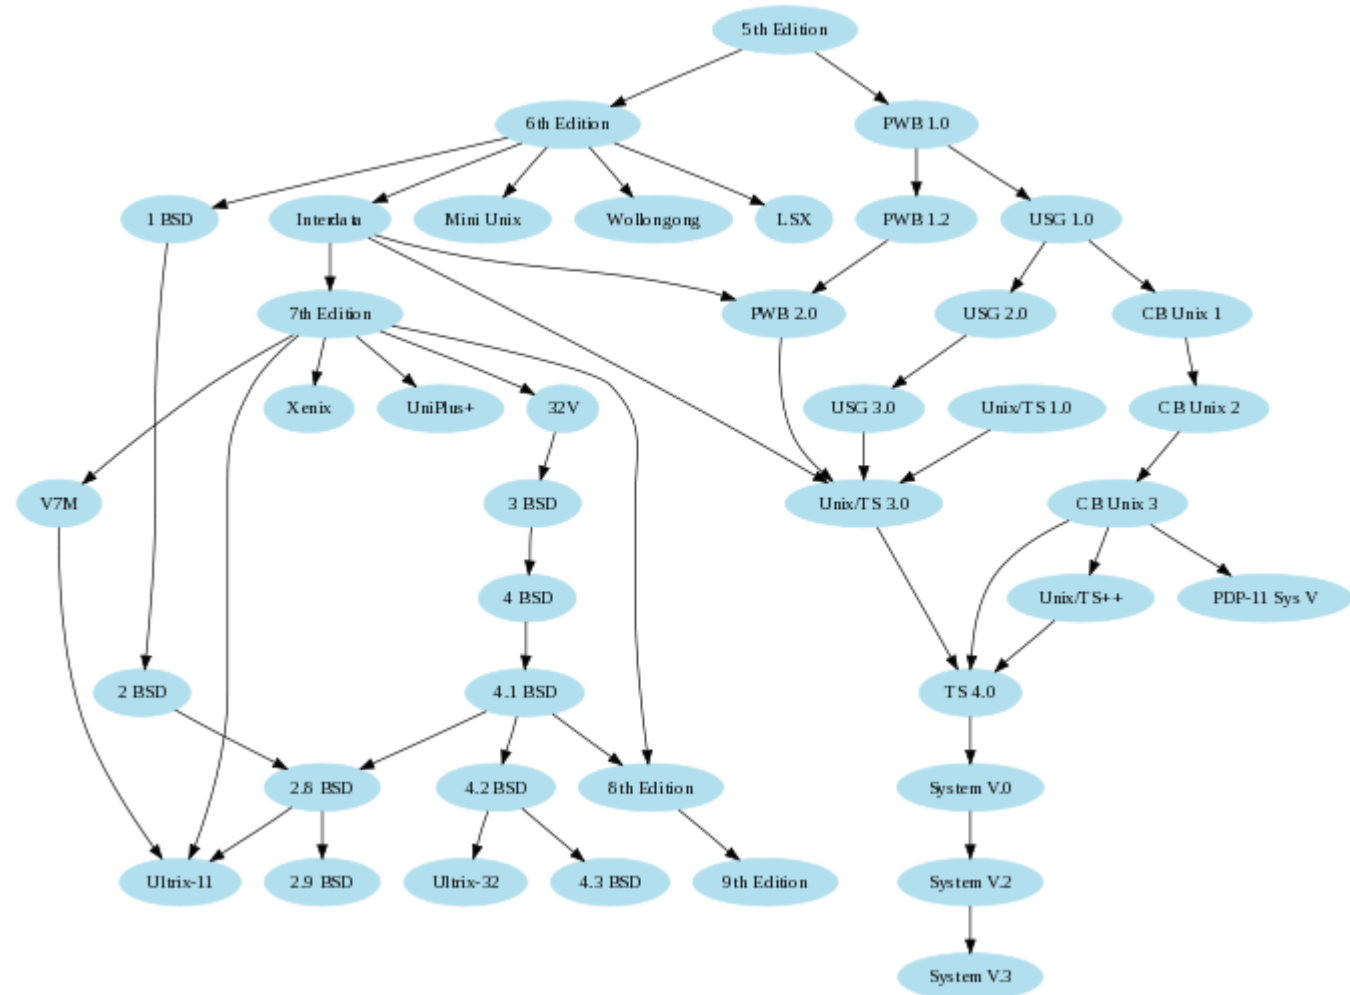 5th Edition
6th Edition
PWB 1.0
1 BSD
Interdata
Mini Unix
Wollongong
LSX
PWB 1.2
USG 1.0
7th Edition
PWB 2.0
USG 2.0
CB Unix 1
Xenix
UniPlus+
32V
USG 3.0
Unix/TS 1.0
CB Unix 2
V7M
3 BSD
Unix/TS 3.0
CB Unix 3
4 BSD
Unix/TS++
PDP-11 Sys V
2 BSD
4.1 BSD
TS 4.0
2.8 BSD
4.2 BSD
8th Edition
System V.0
Ultrix-11
2.9 BSD
Ultrix-32
4.3 BSD
9th Edition
System V.2
System V.3